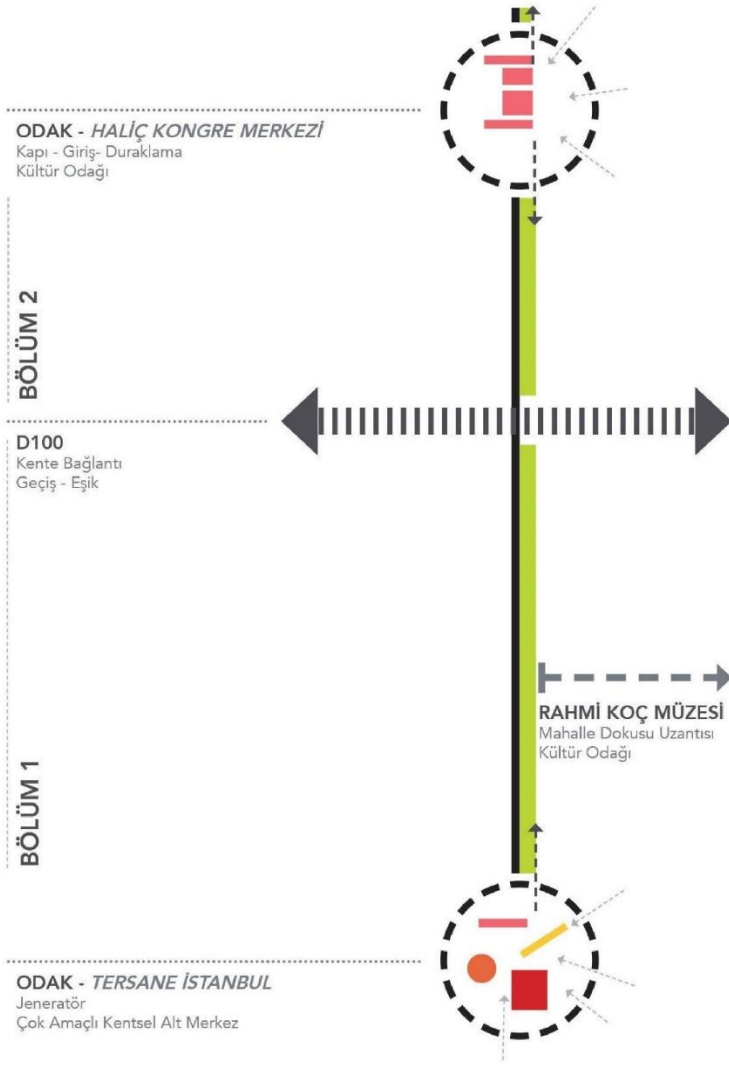 ODAK - HALİÇ KONGRE MERKEZİ
Kapı - Giriş- Duraklama
Kültür Odağı
BÖLÜM 2
D100
Kente Bağlantı
Geçiş - Eşik
BÖLÜM 1
RAHMİ KOÇ MÜZESİ
Mahalle Dokusu Uzantısı
Kültür Odağı
ODAK - TERSANE İSTANBUL
Jeneratör
Çok Amaçlı Kentsel Alt Merkez